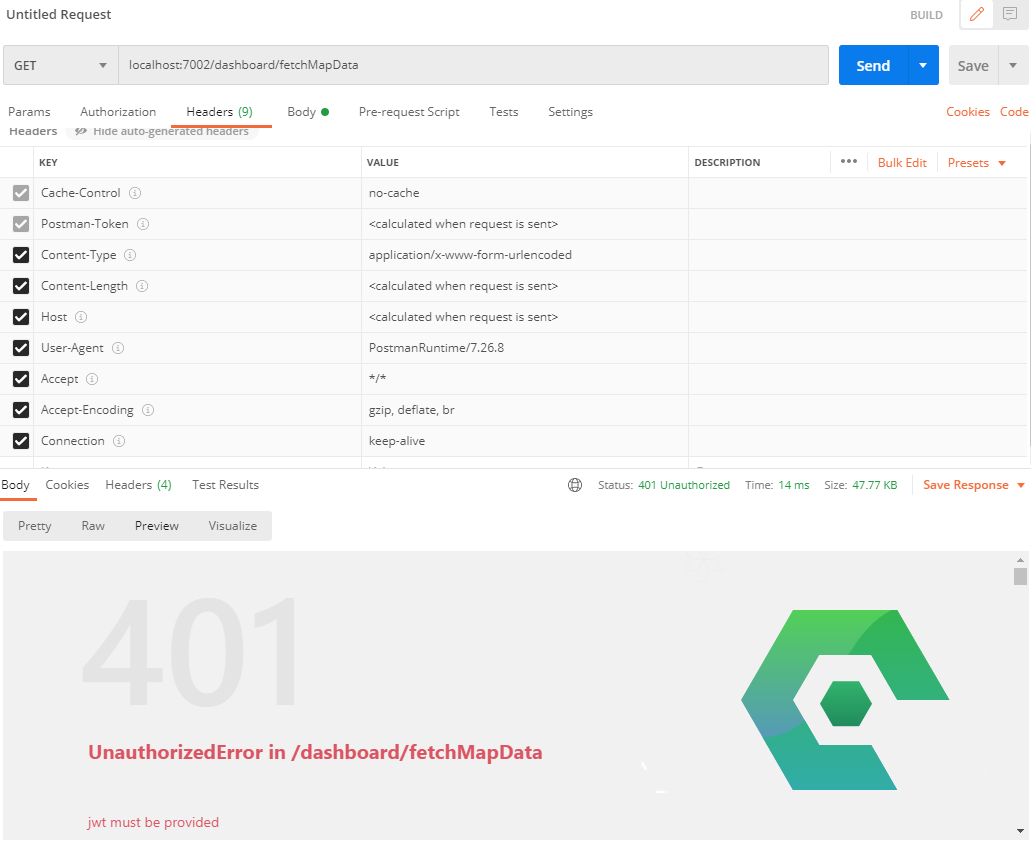 Untitled Request BUILD
GET localhost:7002/dashboard/fetchMapData Send Save
Params Authorization Headers (9) Body Pre-request Script Tests Settings Cookies Code
Headers Hide auto-generated headers
KEY VALUE DESCRIPTION ••• Bulk Edit Presets
Cache-Control no-cache
Postman-Token <calculated when request is sent>
Content-Type application/x-www-form-urlencoded
Content-Length <calculated when request is sent>
Host <calculated when request is sent>
User-Agent PostmanRuntime/7.26.8
Accept */*
Accept-Encoding gzip, deflate, br
Connection keep-alive
Body Cookies Headers (4) Test Results Status: 401 Unauthorized Time: 14 ms Size: 47.77 KB Save Response
Pretty Raw Preview Visualize
401
UnauthorizedError in /dashboard/fetchMapData
jwt must be provided